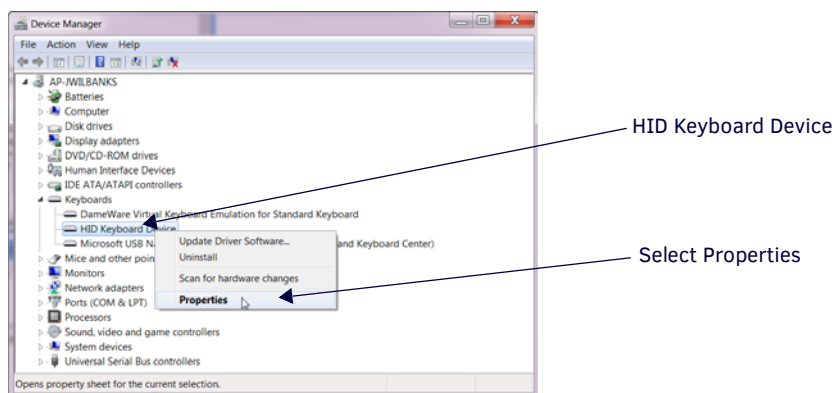 Device Manager
File Action View Help
AP-JWILBANKS
Batteries
Computer
Disk drives
Display adapters
DVD/CD-ROM drives
Human Interface Devices
IDE ATA/ATAPI controllers
Keyboards
DameWare Virtual Keyboard Emulation for Standard Keyboard
HID Keyboard Device
Microsoft USB Na and Keyboard Center)
Mice and other poin
Monitors
Network adapters
Ports (COM & LPT)
Processors
Sound, video and game controllers
System devices
Universal Serial Bus controllers
Update Driver Software...
Uninstall
Scan for hardware changes
Properties
Opens property sheet for the current selection.
HID Keyboard Device
Select Properties